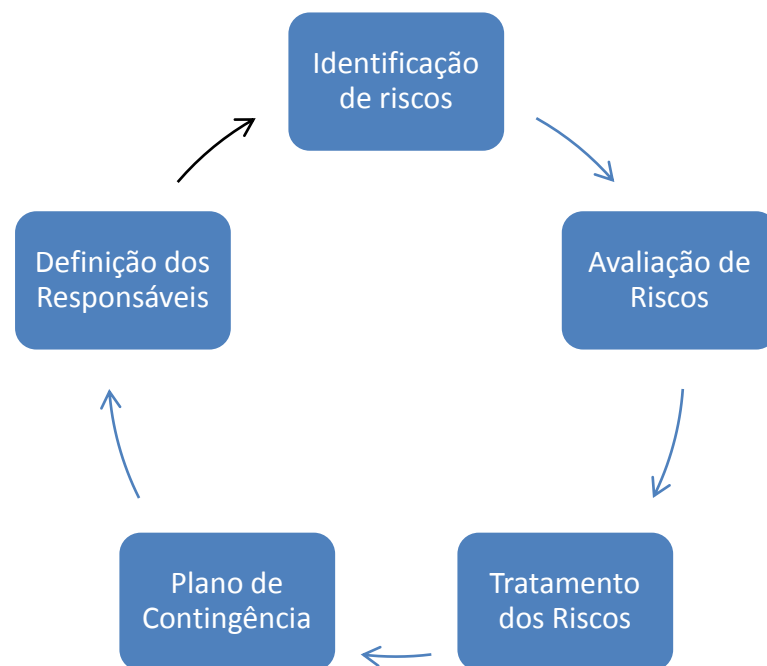 Identificação
de riscos
Avaliação de
Riscos
Tratamento
dos Riscos
Plano de
Contingência
Definição dos
Responsáveis